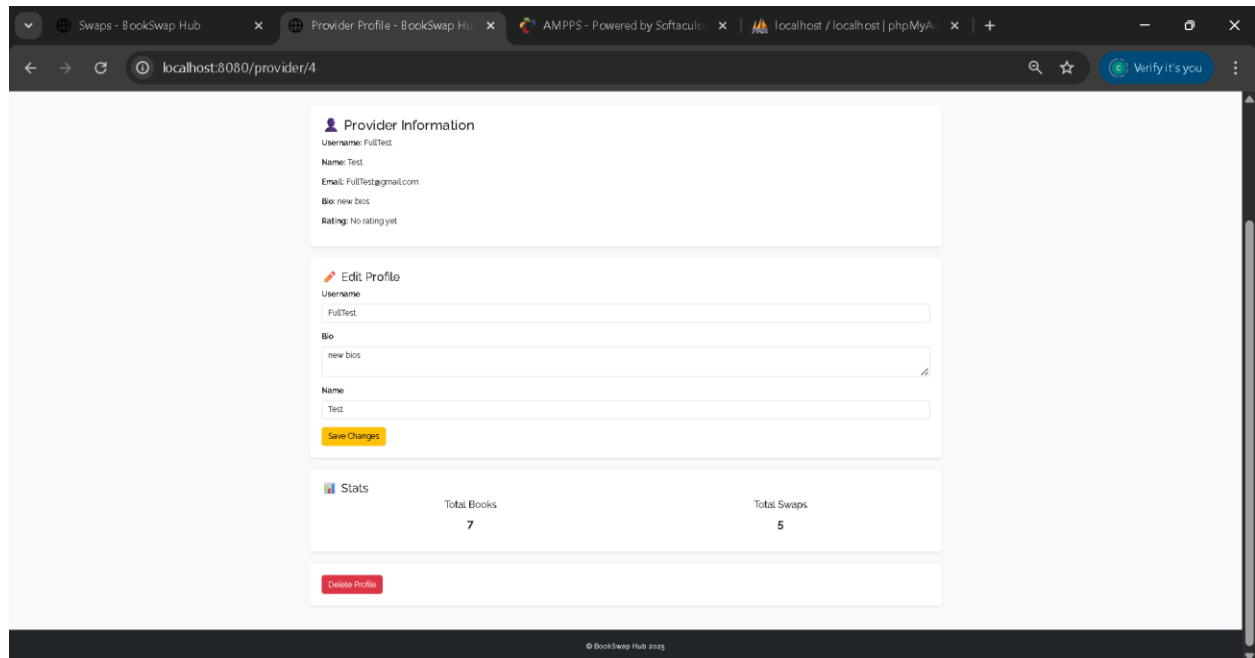 Swaps - BookSwap Hub
Provider Profile - BookSwap Hu
AMPPS - Powered by Softaculo
localhost / localhost | phpMyA
localhost:8080/provider/4
Verify it's you
Provider Information
Username: FullTest
Name: Test
Email: FullTest@gmail.com
Bio: new bios
Rating: No rating yet
Edit Profile
Username
FullTest
Bio
new bios
Name
Test
Save Changes
Stats
Total Books
Total Swaps
7
5
Delete Profile
© BookSwap Hub 2025